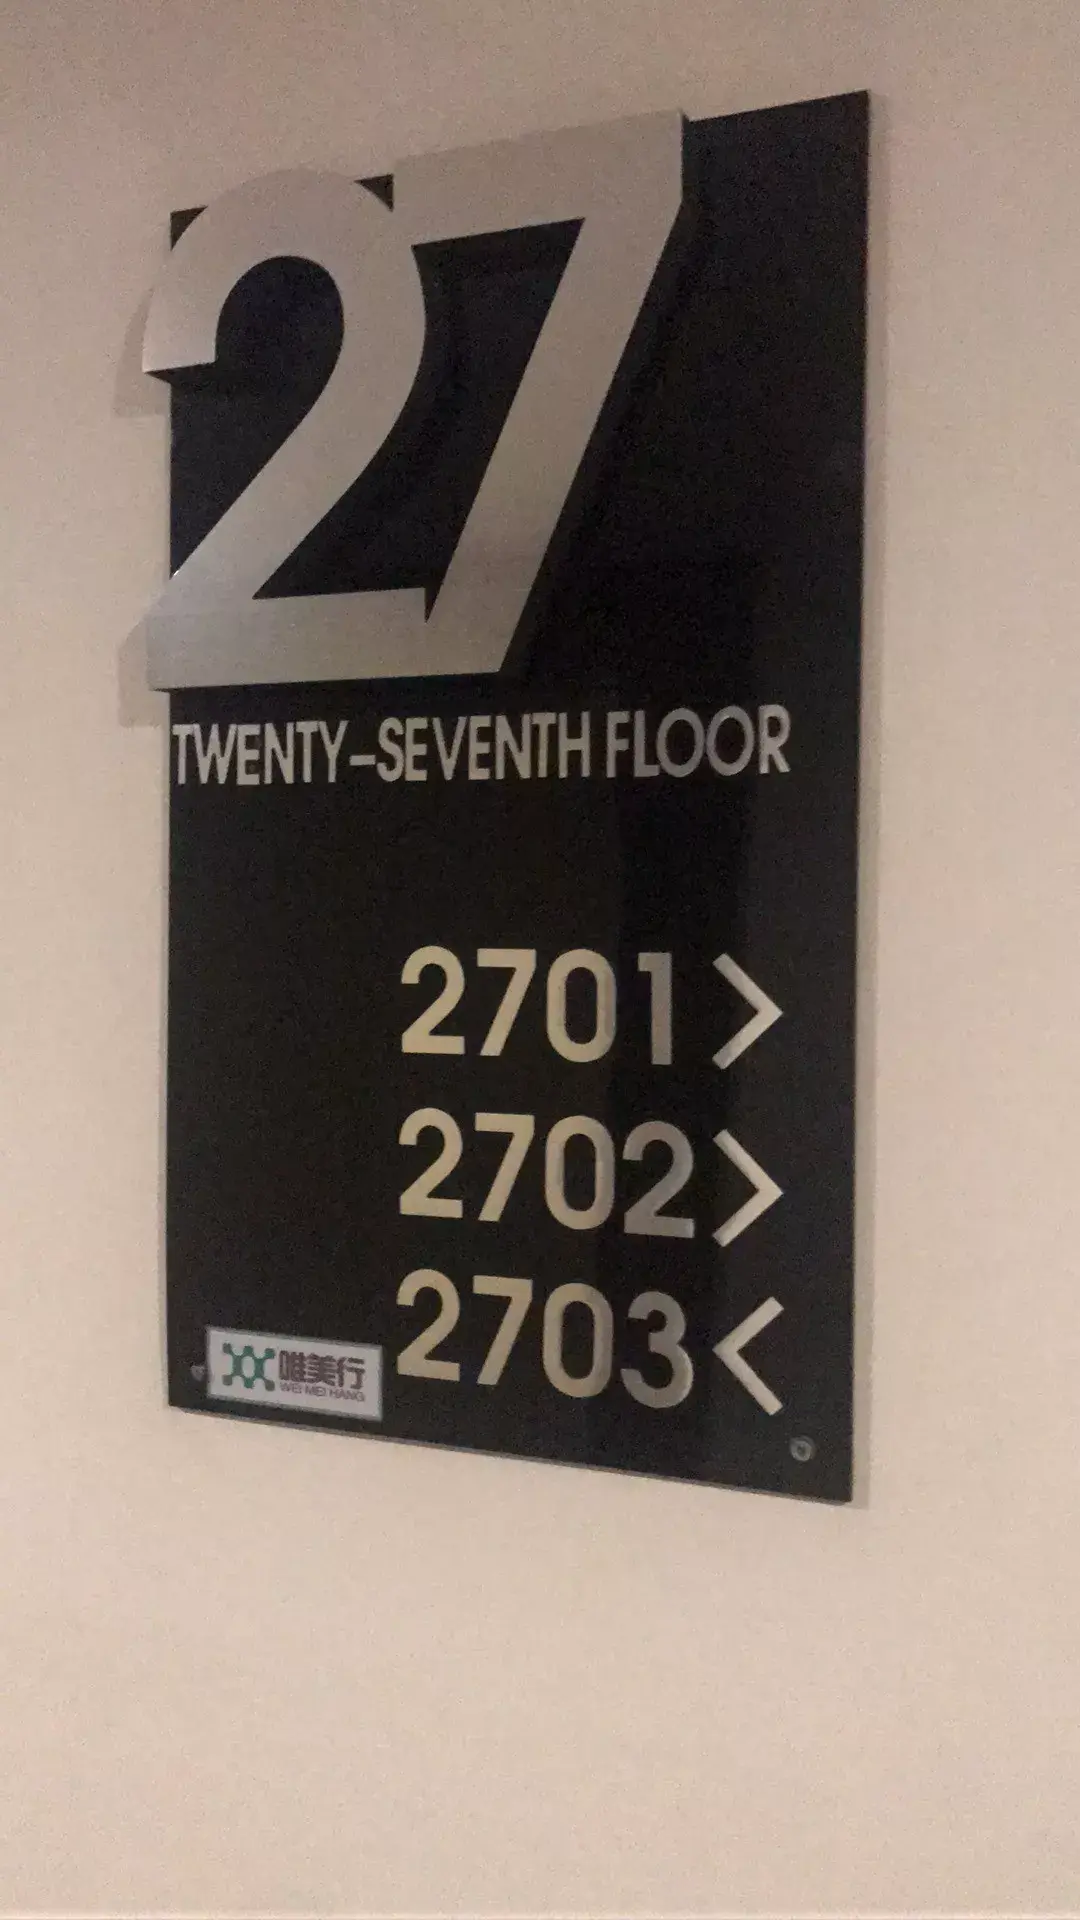 27
TWENTY-SEVENTH FLOOR
2701 >
2702 >
2703 <
唯美行
WEI MEI HANG